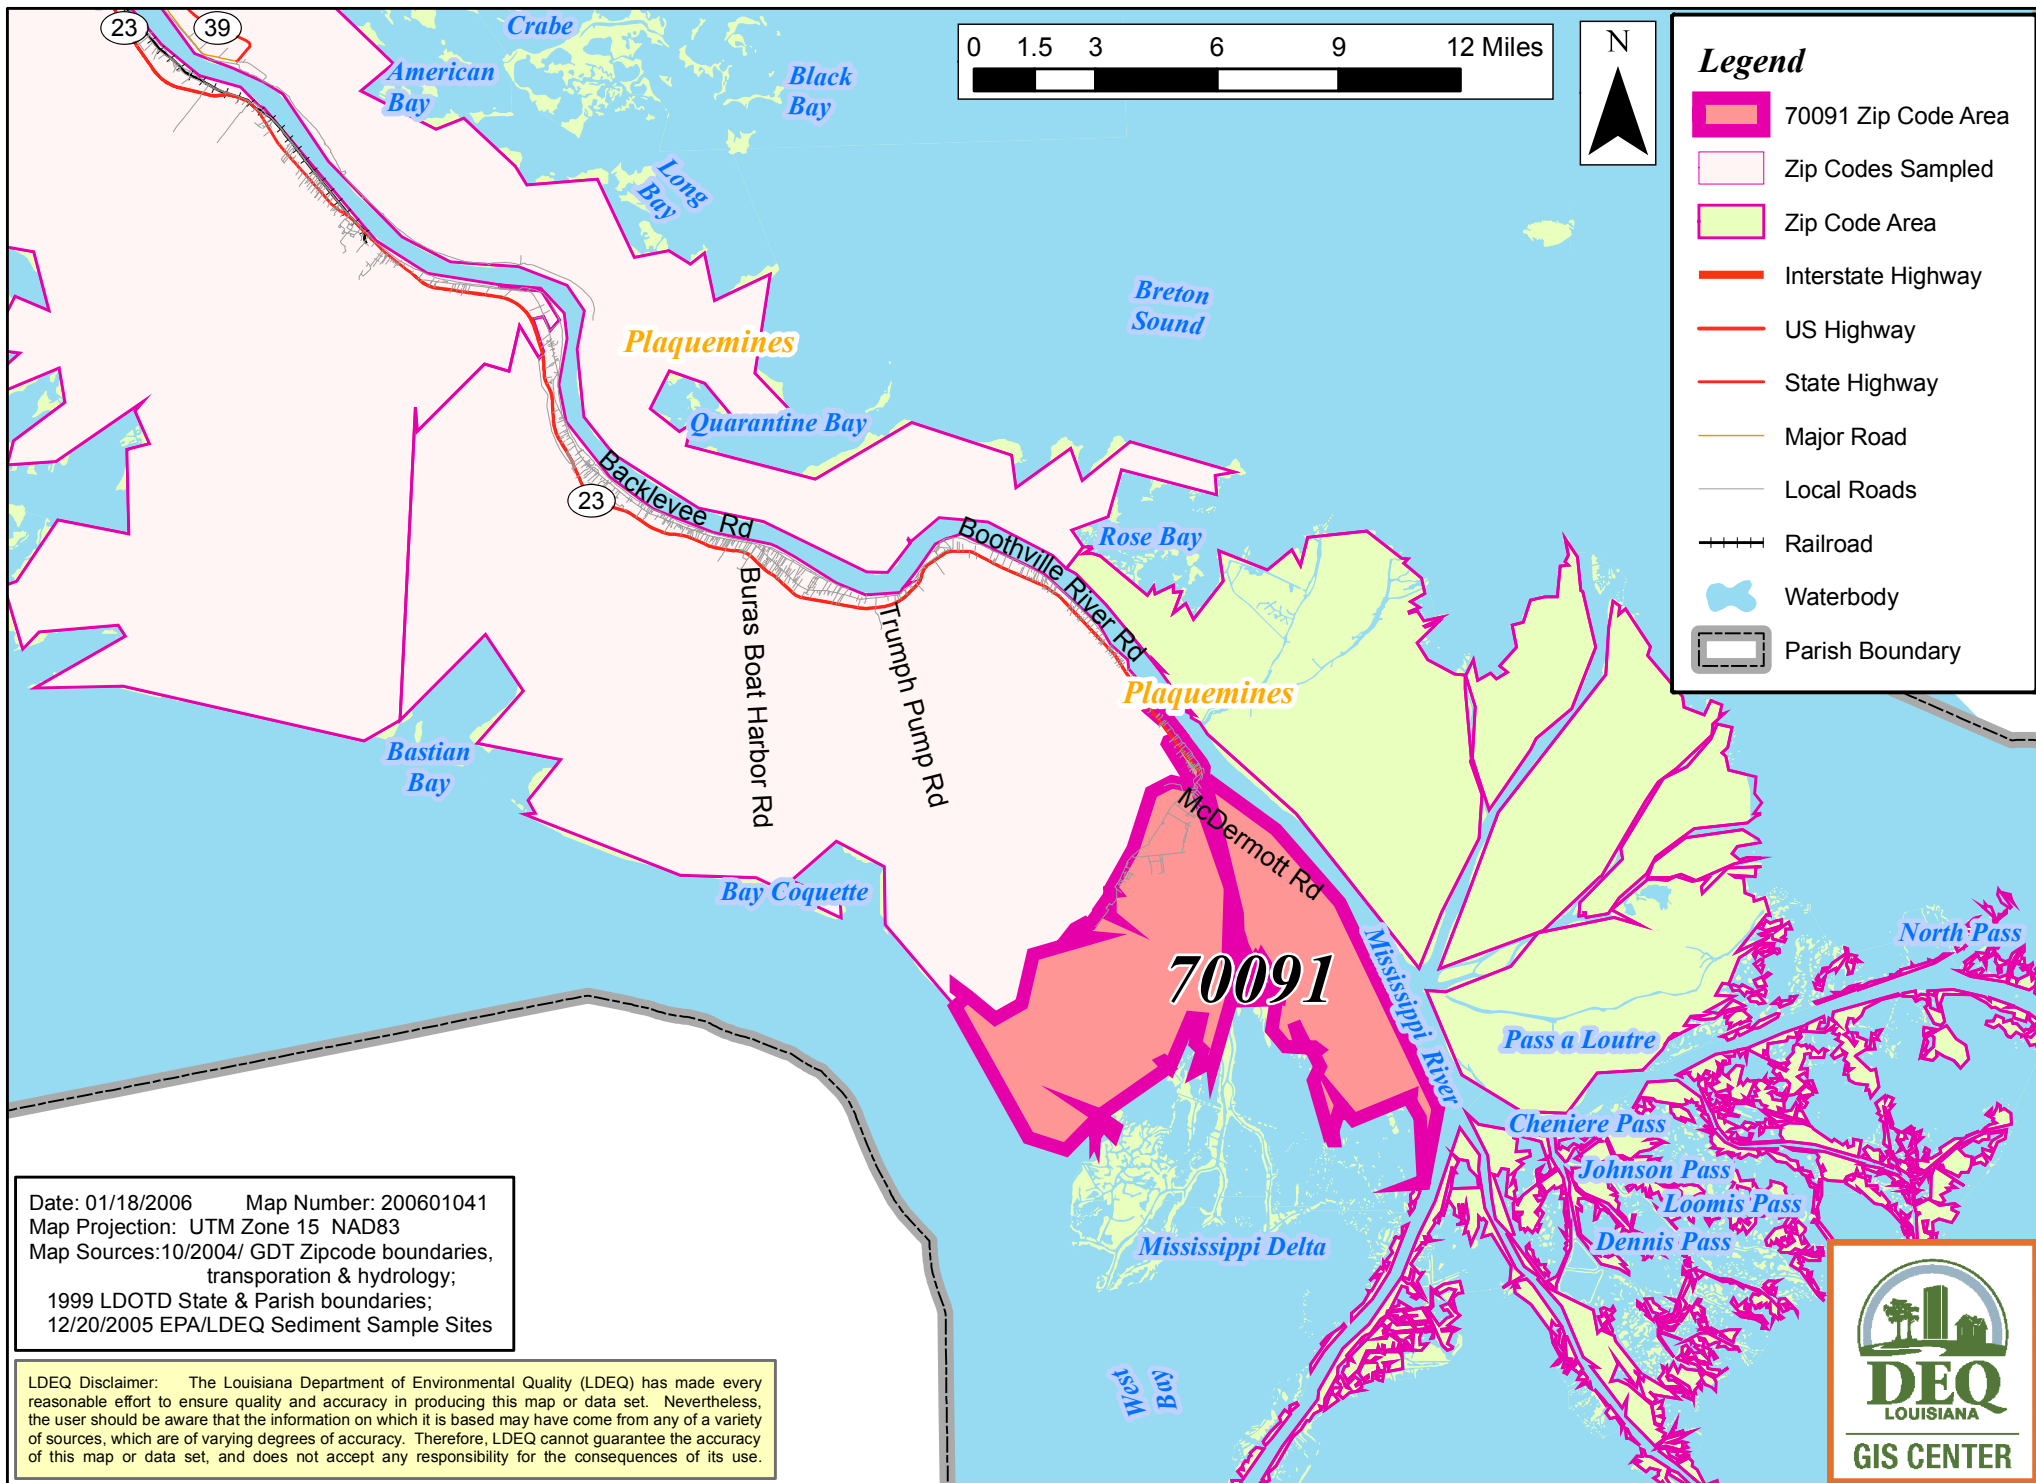 23
39
Crabe
American
Bay
Black
Bay
0 1.5 3 6 9 12 Miles
N
Legend
70091 Zip Code Area
Zip Codes Sampled
Zip Code Area
Interstate Highway
US Highway
State Highway
Major Road
Local Roads
Railroad
Waterbody
Parish Boundary
Long
Bay
Breton
Sound
Plaquemines
Quarantine Bay
23
Backlevee Rd
Boothville River Rd
Rose Bay
Buras Boat Harbor Rd
Trumph Pump Rd
Plaquemines
Bastian
Bay
McDermott Rd
Bay Coquette
70091
Mississippi River
North Pass
Pass a Loutre
Cheniere Pass
Johnson Pass
Loomis Pass
Dennis Pass
Mississippi Delta
West
Bay
Date: 01/18/2006 Map Number: 200601041
Map Projection: UTM Zone 15 NAD83
Map Sources:10/2004/ GDT Zipcode boundaries,
transporation & hydrology;
1999 LDOTD State & Parish boundaries;
12/20/2005 EPA/LDEQ Sediment Sample Sites
LDEQ Disclaimer: The Louisiana Department of Environmental Quality (LDEQ) has made every
reasonable effort to ensure quality and accuracy in producing this map or data set. Nevertheless,
the user should be aware that the information on which it is based may have come from any of a variety
of sources, which are of varying degrees of accuracy. Therefore, LDEQ cannot guarantee the accuracy
of this map or data set, and does not accept any responsibility for the consequences of its use.
DEQ
LOUISIANA
GIS CENTER